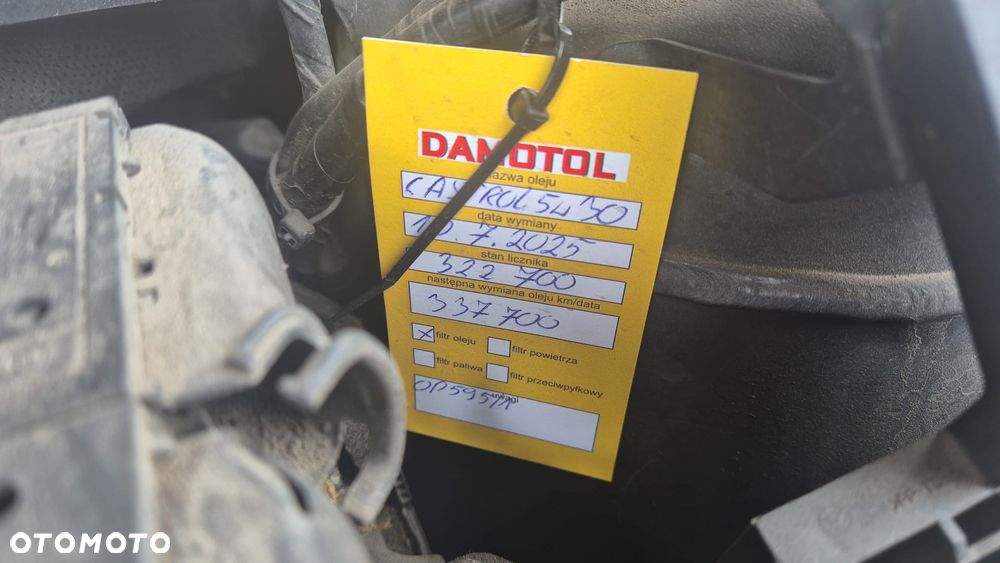 DAMOTOL
nazwa oleju
CASTROL 5W30
data wymiany
10.7.2025
stan licznika
322 700
następna wymiana oleju km/data
337 700
filtr oleju
filtr powietrza
filtr paliwa
filtr przeciwpyłkowy
uwagi
OTOMOTO